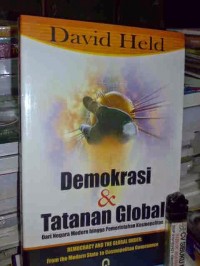 David Held
Demokrasi
&
Tatanan Global
Dari Negara Modern hingga Pemerintahan Kosmopolitan
DEMOCRACY AND THE GLOBAL ORDER
From the Modern State to Cosmopolitan Governance